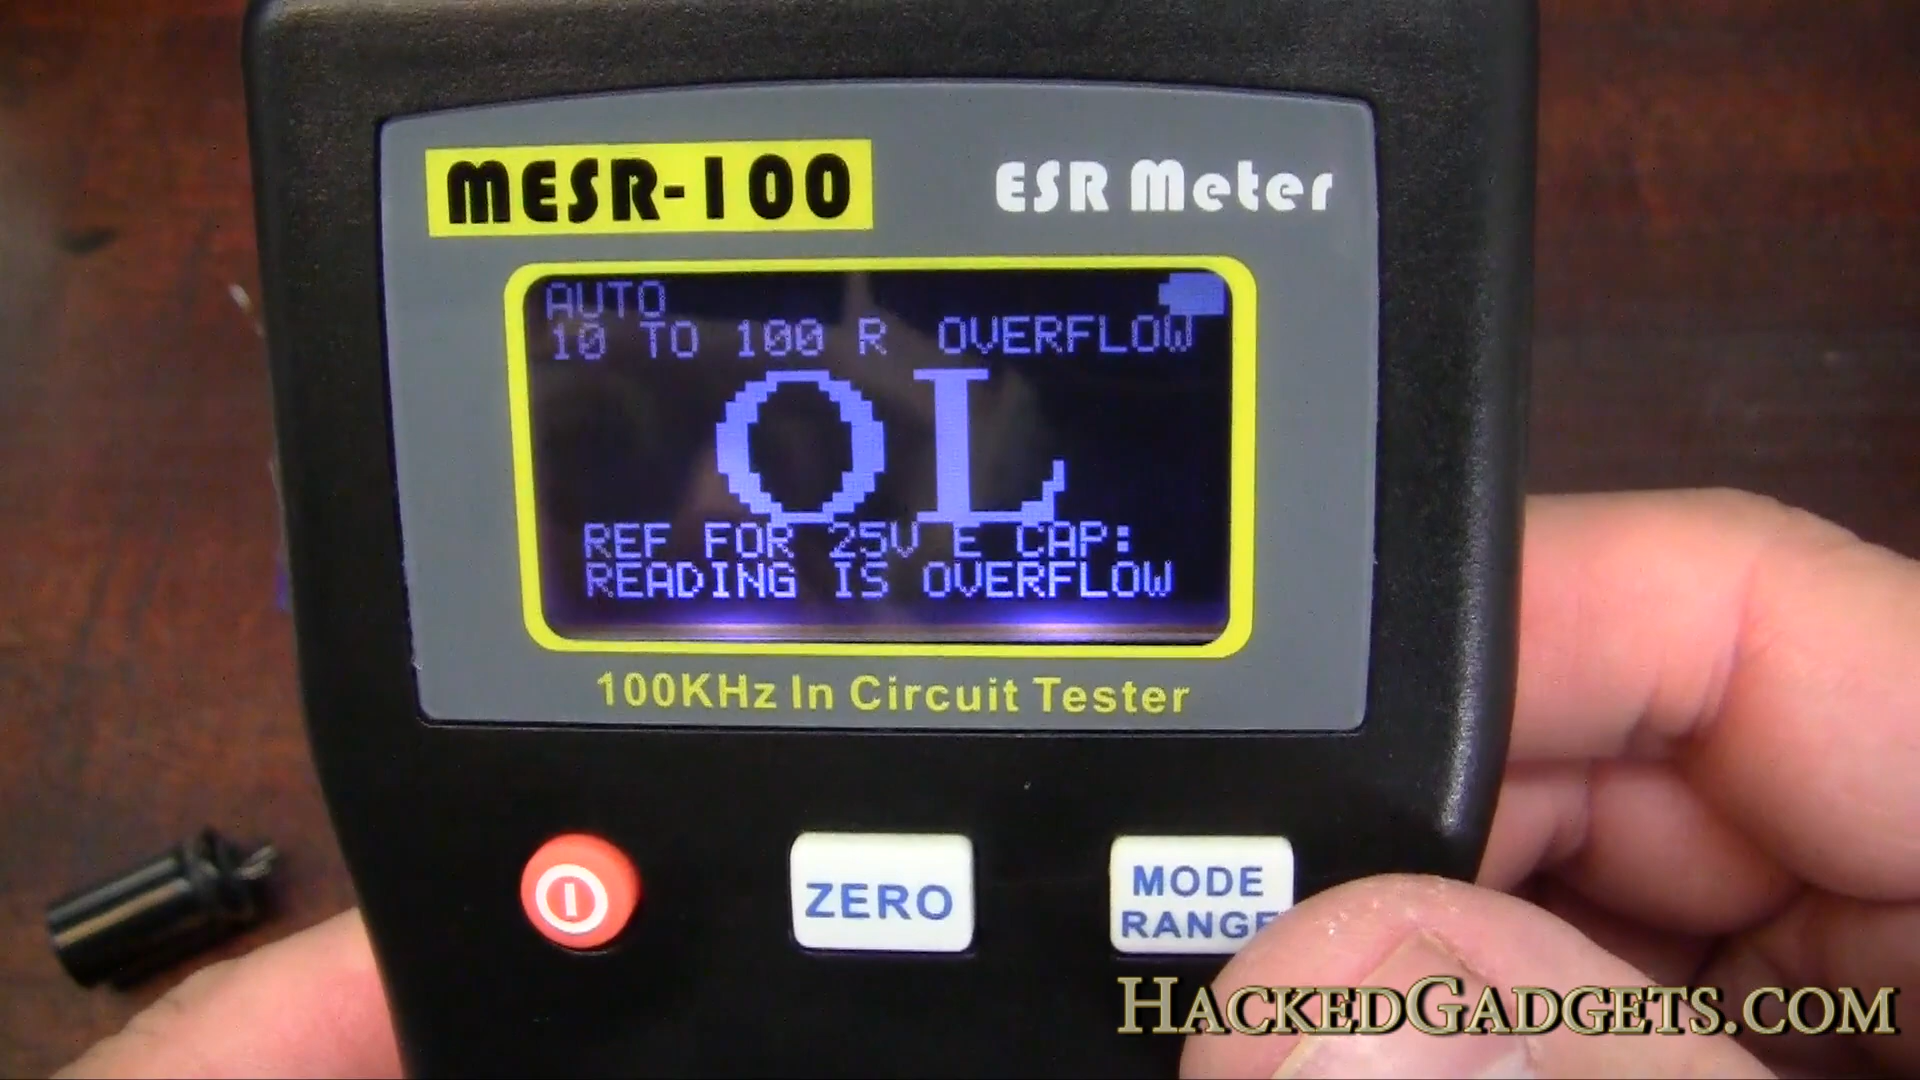 MESR-100 ESR Meter
AUTO
10 TO 100 R OVERFLOW
OL
REF FOR 25V E CAP:
READING IS OVERFLOW
100KHz In Circuit Tester
ZERO
MODE
RANGE
HACKEDGADGETS.COM